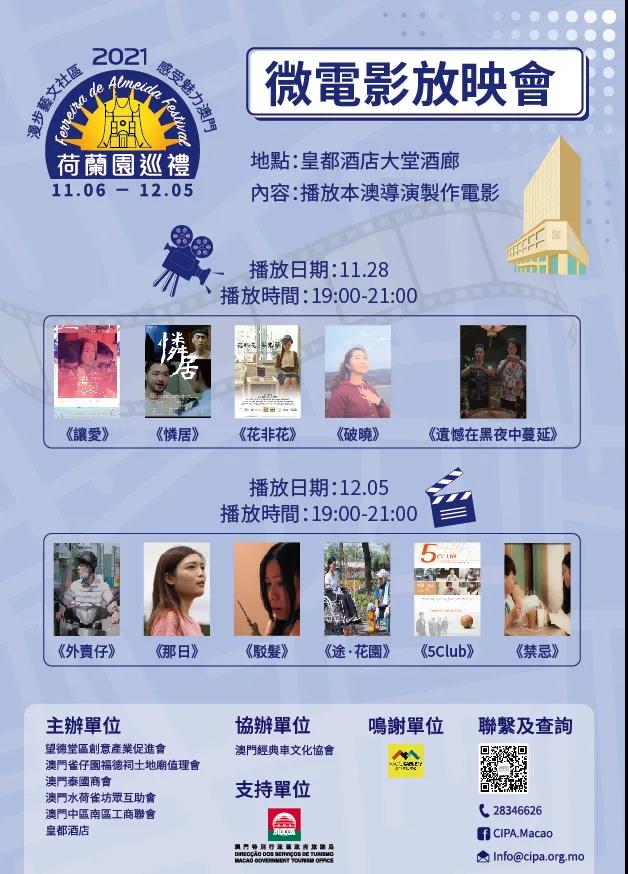 2021
漫步藝文社區 感受魅力澳門
Ferreira de Almeida Festival
荷蘭園巡禮
11.06 － 12.05
微電影放映會
地點：皇都酒店大堂酒廊
內容：播放本澳導演製作電影
播放日期：11.28
播放時間：19:00-21:00
憐居
《讓愛》 《憐居》 《花非花》 《破曉》 《遺憾在黑夜中蔓延》
播放日期：12.05
播放時間：19:00-21:00
5CLUB
《外賣仔》 《那日》 《駁髮》 《途·花園》 《5Club》 《禁忌》
主辦單位
望德堂區創意產業促進會
澳門雀仔園福德祠土地廟值理會
澳門泰國商會
澳門水荷雀坊眾互助會
澳門中區南區工商聯會
皇都酒店
協辦單位
澳門經典車文化協會
支持單位
澳門特別行政區政府旅遊局
DIRECÇÃO DOS SERVIÇOS DE TURISMO
MACAO GOVERNMENT TOURISM OFFICE
鳴謝單位
聯繫及查詢
28346626
CIPA.Macao
Info@cipa.org.mo